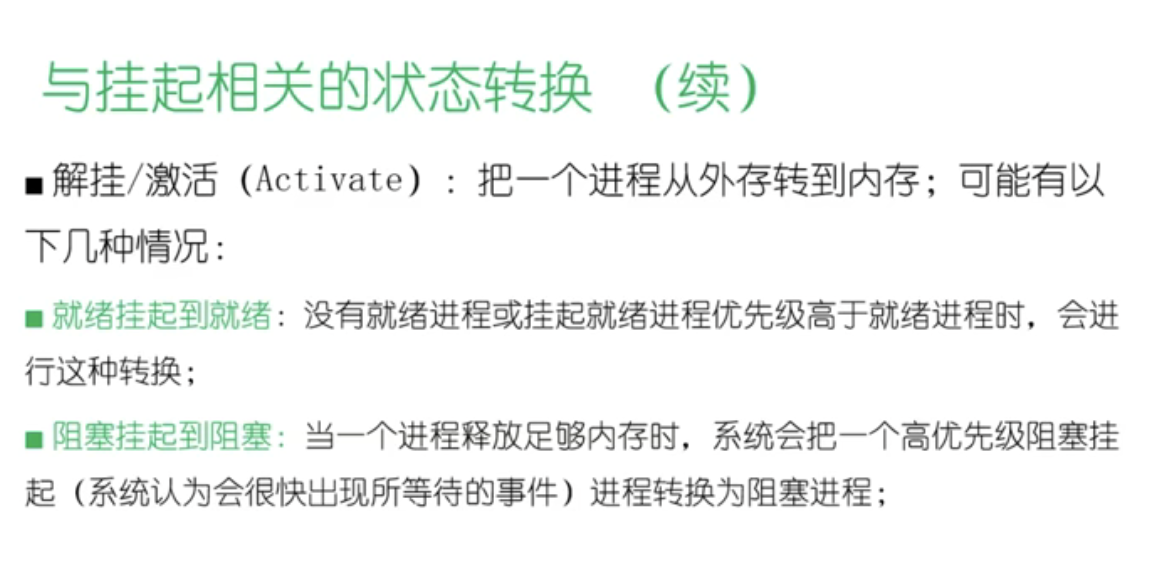 与挂起相关的状态转换 （续）
■ 解挂/激活（Activate）：把一个进程从外存转到内存；可能有以
下几种情况：
■ 就绪挂起到就绪：没有就绪进程或挂起就绪进程优先级高于就绪进程时，会进
行这种转换；
■ 阻塞挂起到阻塞：当一个进程释放足够内存时，系统会把一个高优先级阻塞挂
起（系统认为会很快出现所等待的事件）进程转换为阻塞进程；